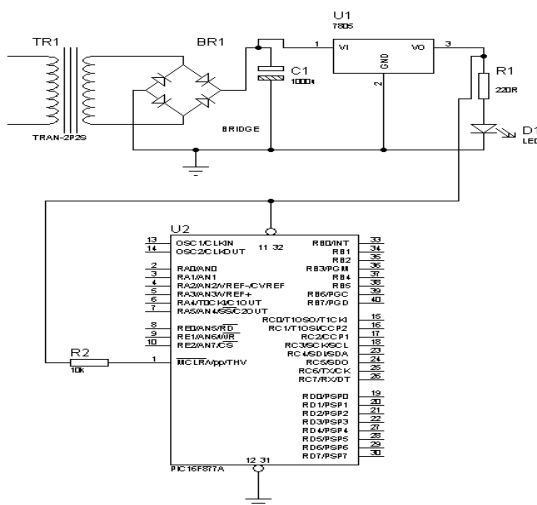 TR1
TRAN-2P2S
BR1
BRIDGE
C1
1000u
U1
7805
1
VI
VO
3
GND
2
R1
220R
D1
LED
U2
11 32
13 OSC1/CLKIN
14 OSC2/CLKOUT
2 RA0/AN0
3 RA1/AN1
4 RA2/AN2/VREF-/CVREF
5 RA3/AN3/VREF+
6 RA4/T0CKI/C1OUT
7 RA5/AN4/SS/C2OUT
8 RE0/AN5/RD
9 RE1/AN6/WR
10 RE2/AN7/CS
1 MCLR/Vpp/THV
RB0/INT 33
RB1 34
RB2 35
RB3/PGM 36
RB4 37
RB5 38
RB6/PGC 39
RB7/PGD 40
RC0/T1OSO/T1CKI 15
RC1/T1OSI/CCP2 16
RC2/CCP1 17
RC3/SCK/SCL 18
RC4/SDI/SDA 23
RC5/SDO 24
RC6/TX/CK 25
RC7/RX/DT 26
RD0/PSP0 19
RD1/PSP1 20
RD2/PSP2 21
RD3/PSP3 22
RD4/PSP4 27
RD5/PSP5 28
RD6/PSP6 29
RD7/PSP7 30
R2
10k
12 31
PIC16F877A